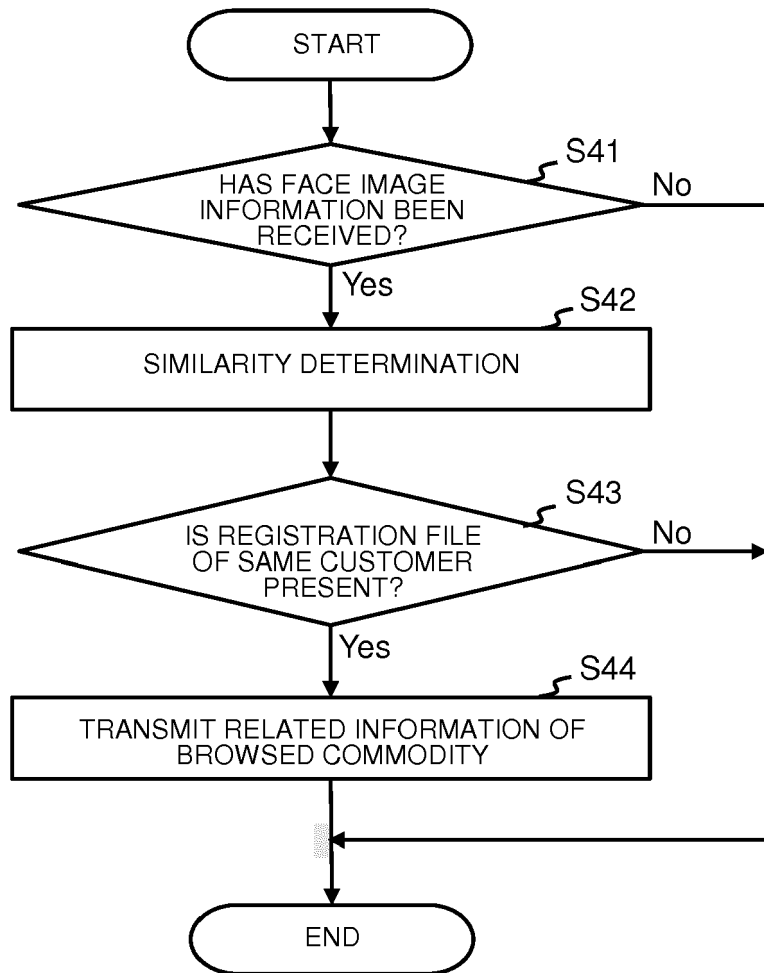 START
S41
HAS FACE IMAGE
INFORMATION BEEN
RECEIVED?
No
Yes
S42
SIMILARITY DETERMINATION
S43
IS REGISTRATION FILE
OF SAME CUSTOMER
PRESENT?
No
Yes
S44
TRANSMIT RELATED INFORMATION OF
BROWSED COMMODITY
END